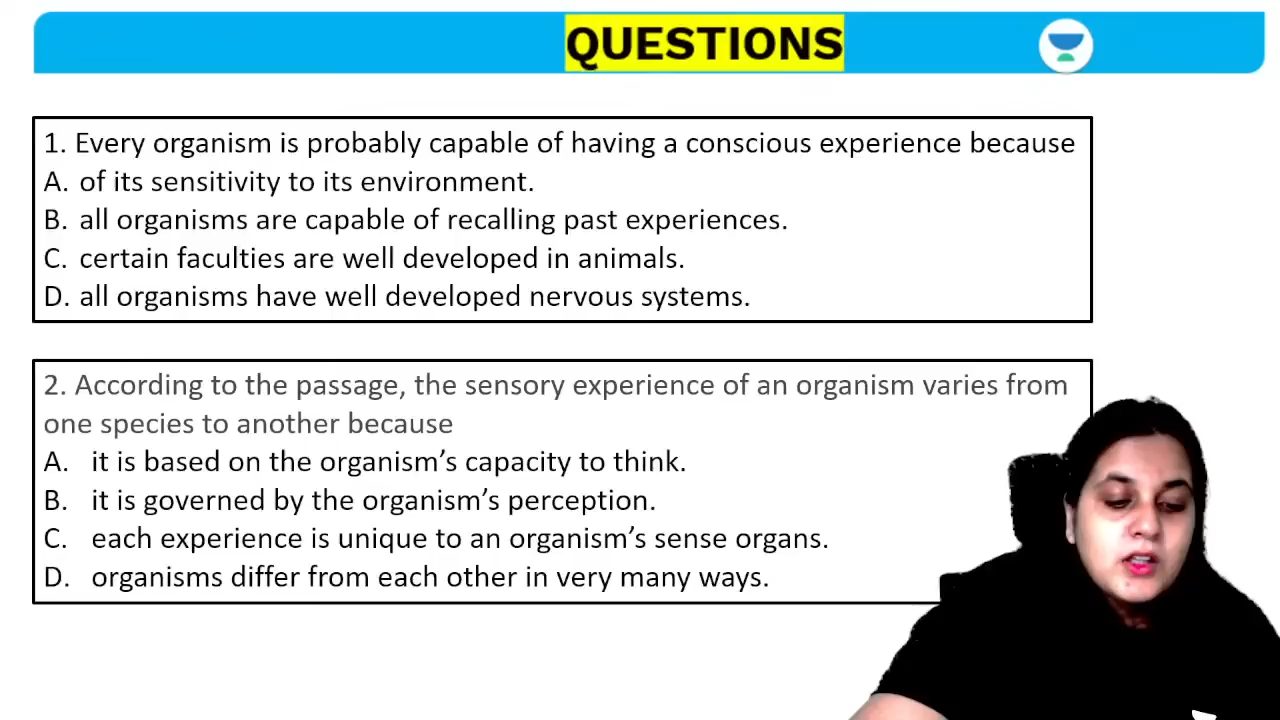 QUESTIONS
1. Every organism is probably capable of having a conscious experience because
A. of its sensitivity to its environment.
B. all organisms are capable of recalling past experiences.
C. certain faculties are well developed in animals.
D. all organisms have well developed nervous systems.
2. According to the passage, the sensory experience of an organism varies from
one species to another because
A. it is based on the organism’s capacity to think.
B. it is governed by the organism’s perception.
C. each experience is unique to an organism’s sense organs.
D. organisms differ from each other in very many ways.